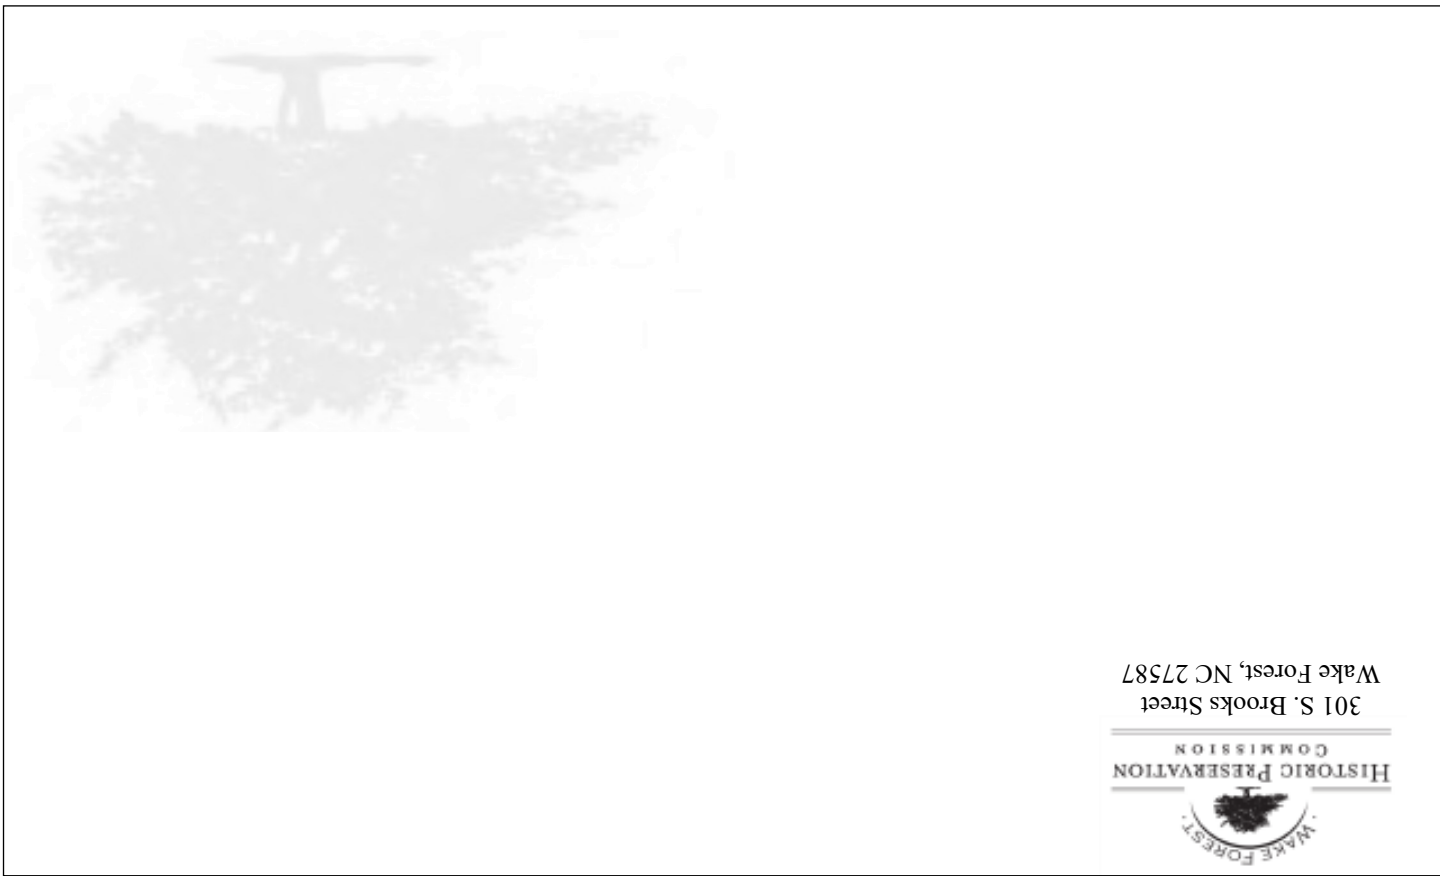 · WAKE FOREST ·
HISTORIC PRESERVATION
COMMISSION
301 S. Brooks Street
Wake Forest, NC 27587